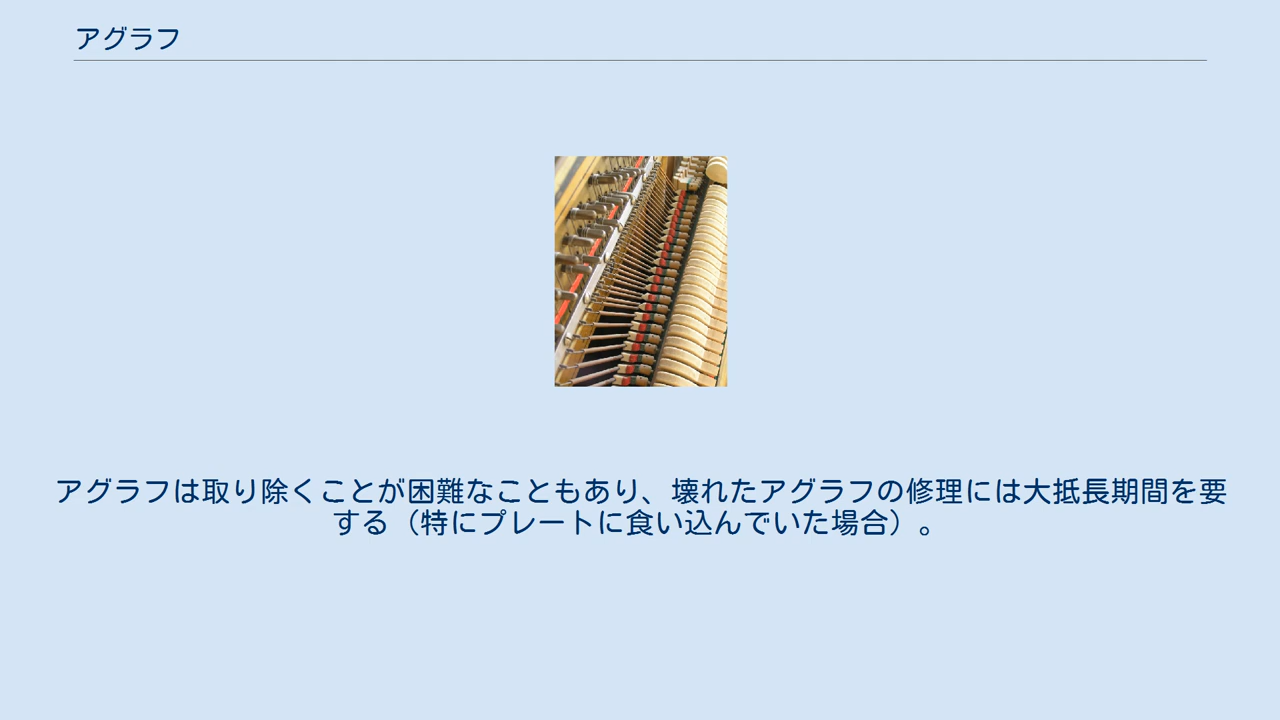 アグラフ
アグラフは取り除くことが困難なこともあり、壊れたアグラフの修理には大抵長期間を要
する（特にプレートに食い込んでいた場合）。